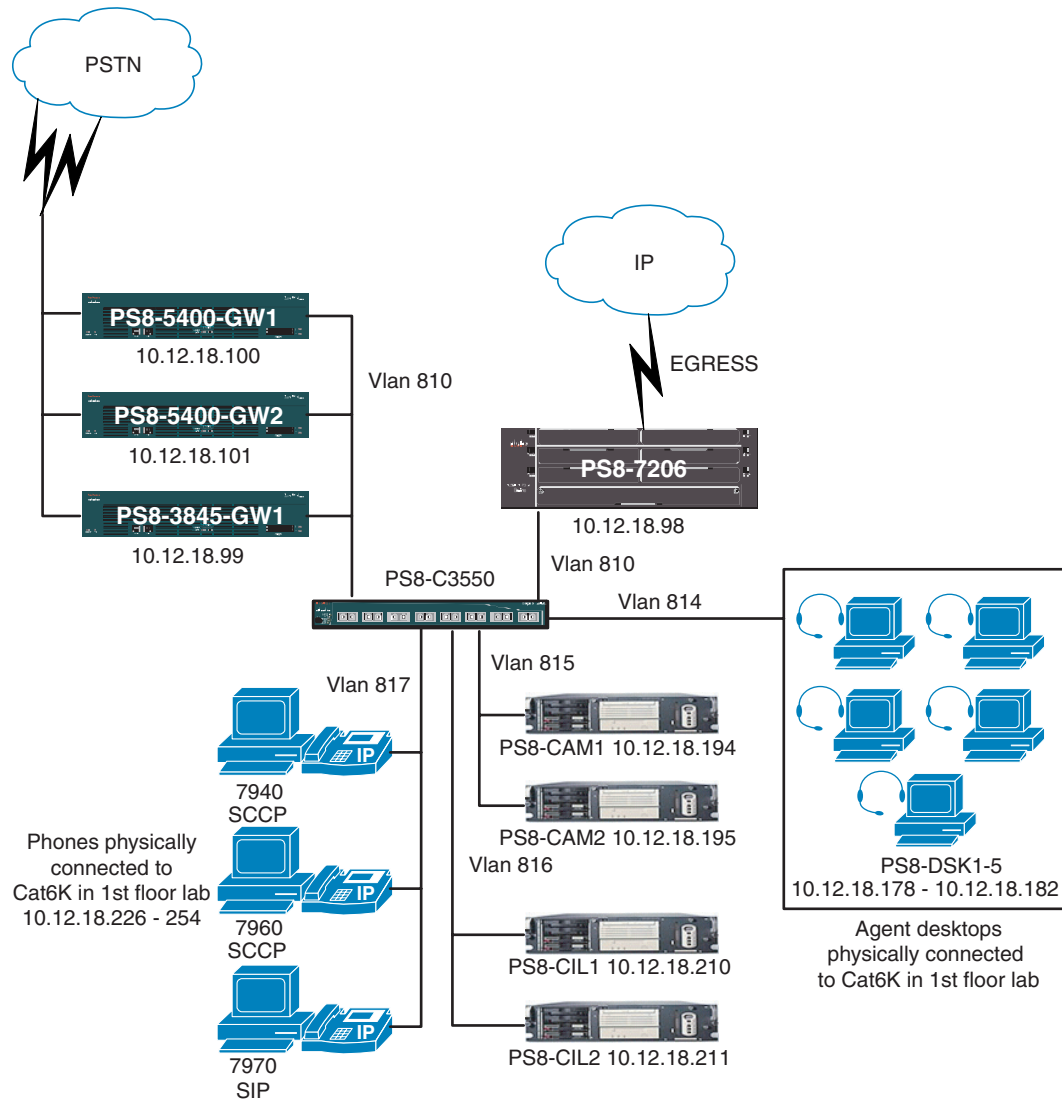 PSTN
IP
EGRESS
PS8-5400-GW1
10.12.18.100
Vlan 810
PS8-5400-GW2
10.12.18.101
PS8-7206
10.12.18.98
PS8-3845-GW1
10.12.18.99
Vlan 810
PS8-C3550
Vlan 814
Vlan 815
Vlan 817
PS8-CAM1 10.12.18.194
IP
7940
SCCP
PS8-CAM2 10.12.18.195
Vlan 816
PS8-DSK1-5
10.12.18.178 - 10.12.18.182
Phones physically
connected to
Cat6K in 1st floor lab
10.12.18.226 - 254
IP
7960
SCCP
Agent desktops
physically connected
to Cat6K in 1st floor lab
PS8-CIL1 10.12.18.210
IP
7970
SIP
PS8-CIL2 10.12.18.211